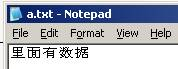 a.txt - Notepad
File Edit Format View Help
里面有数据